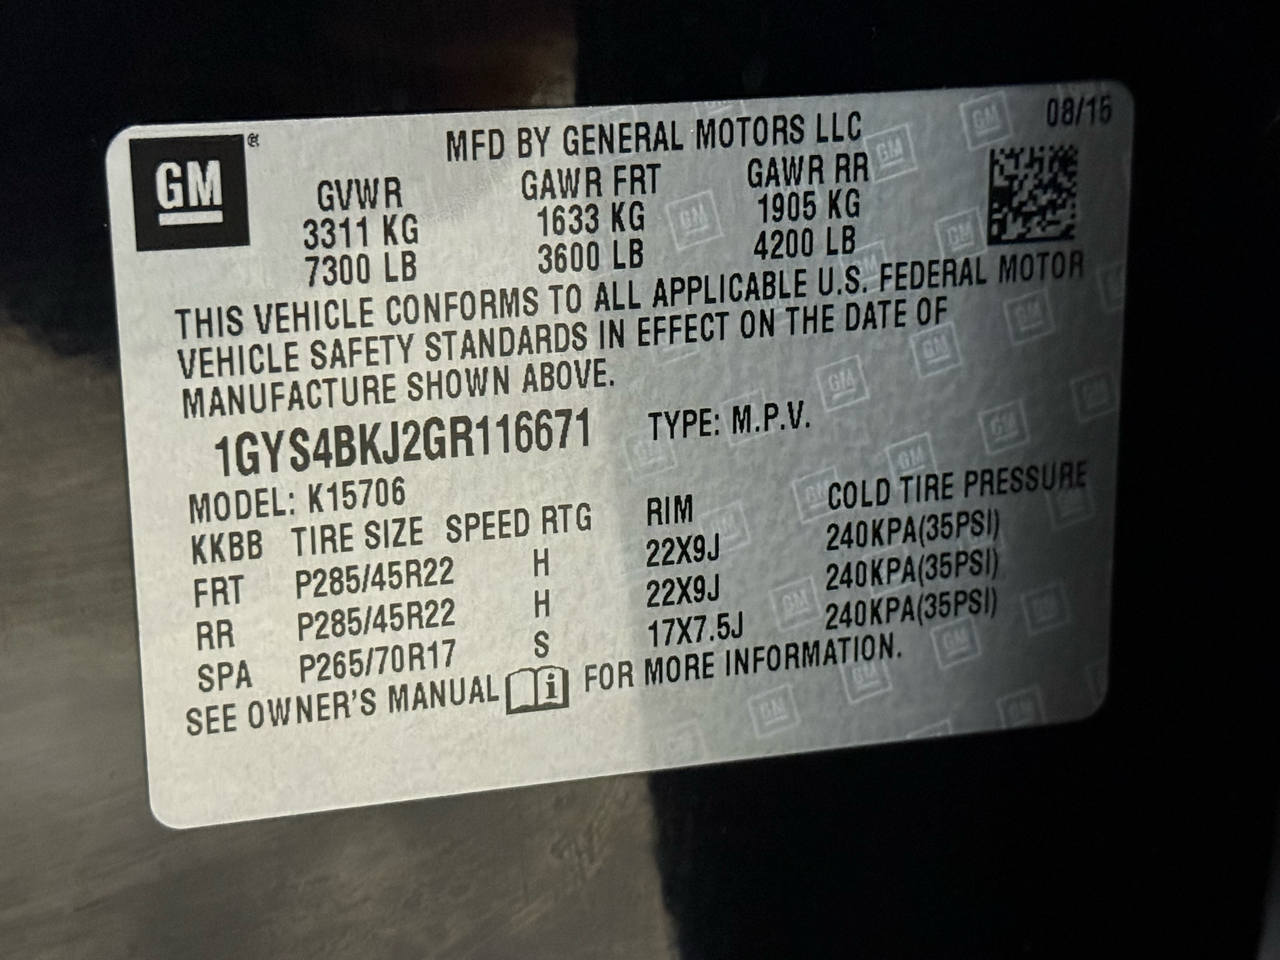 GM®
MFD BY GENERAL MOTORS LLC 08/15
GVWR GAWR FRT GAWR RR
3311 KG 1633 KG 1905 KG
7300 LB 3600 LB 4200 LB
THIS VEHICLE CONFORMS TO ALL APPLICABLE U.S. FEDERAL MOTOR
VEHICLE SAFETY STANDARDS IN EFFECT ON THE DATE OF
MANUFACTURE SHOWN ABOVE.
1GYS4BKJ2GR116671 TYPE: M.P.V.
MODEL: K15706
KKBB TIRE SIZE SPEED RTG RIM COLD TIRE PRESSURE
FRT P285/45R22 H 22X9J 240KPA(35PSI)
RR P285/45R22 H 22X9J 240KPA(35PSI)
SPA P265/70R17 S 17X7.5J 240KPA(35PSI)
SEE OWNER'S MANUAL FOR MORE INFORMATION.